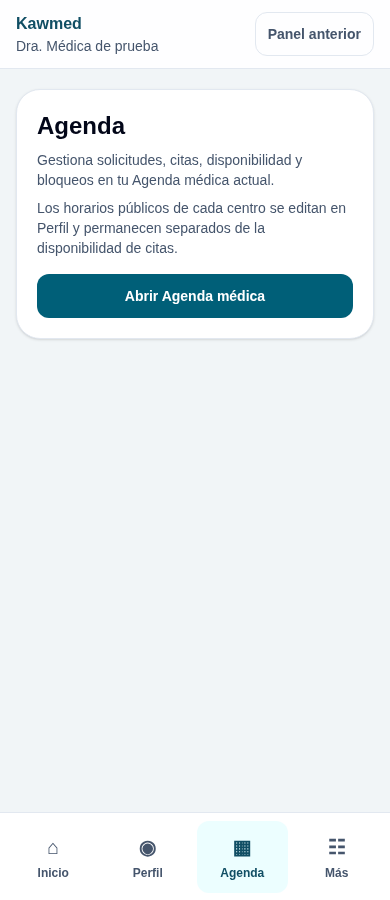 Kawmed
Dra. Médica de prueba
Panel anterior
Agenda
Gestiona solicitudes, citas, disponibilidad y
bloqueos en tu Agenda médica actual.
Los horarios públicos de cada centro se editan en
Perfil y permanecen separados de la
disponibilidad de citas.
Abrir Agenda médica
Inicio
Perfil
Agenda
Más